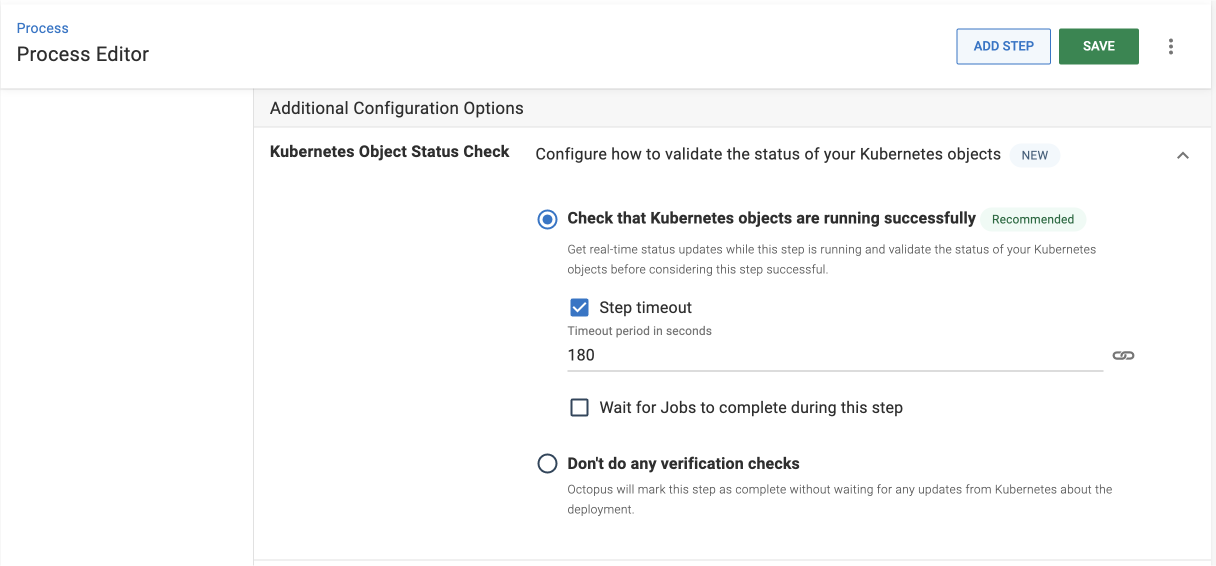 Process
Process Editor
ADD STEP
SAVE
Additional Configuration Options
Kubernetes Object Status Check
Configure how to validate the status of your Kubernetes objects
NEW
Check that Kubernetes objects are running successfully
Recommended
Get real-time status updates while this step is running and validate the status of your Kubernetes
objects before considering this step successful.
Step timeout
Timeout period in seconds
180
Wait for Jobs to complete during this step
Don't do any verification checks
Octopus will mark this step as complete without waiting for any updates from Kubernetes about the
deployment.